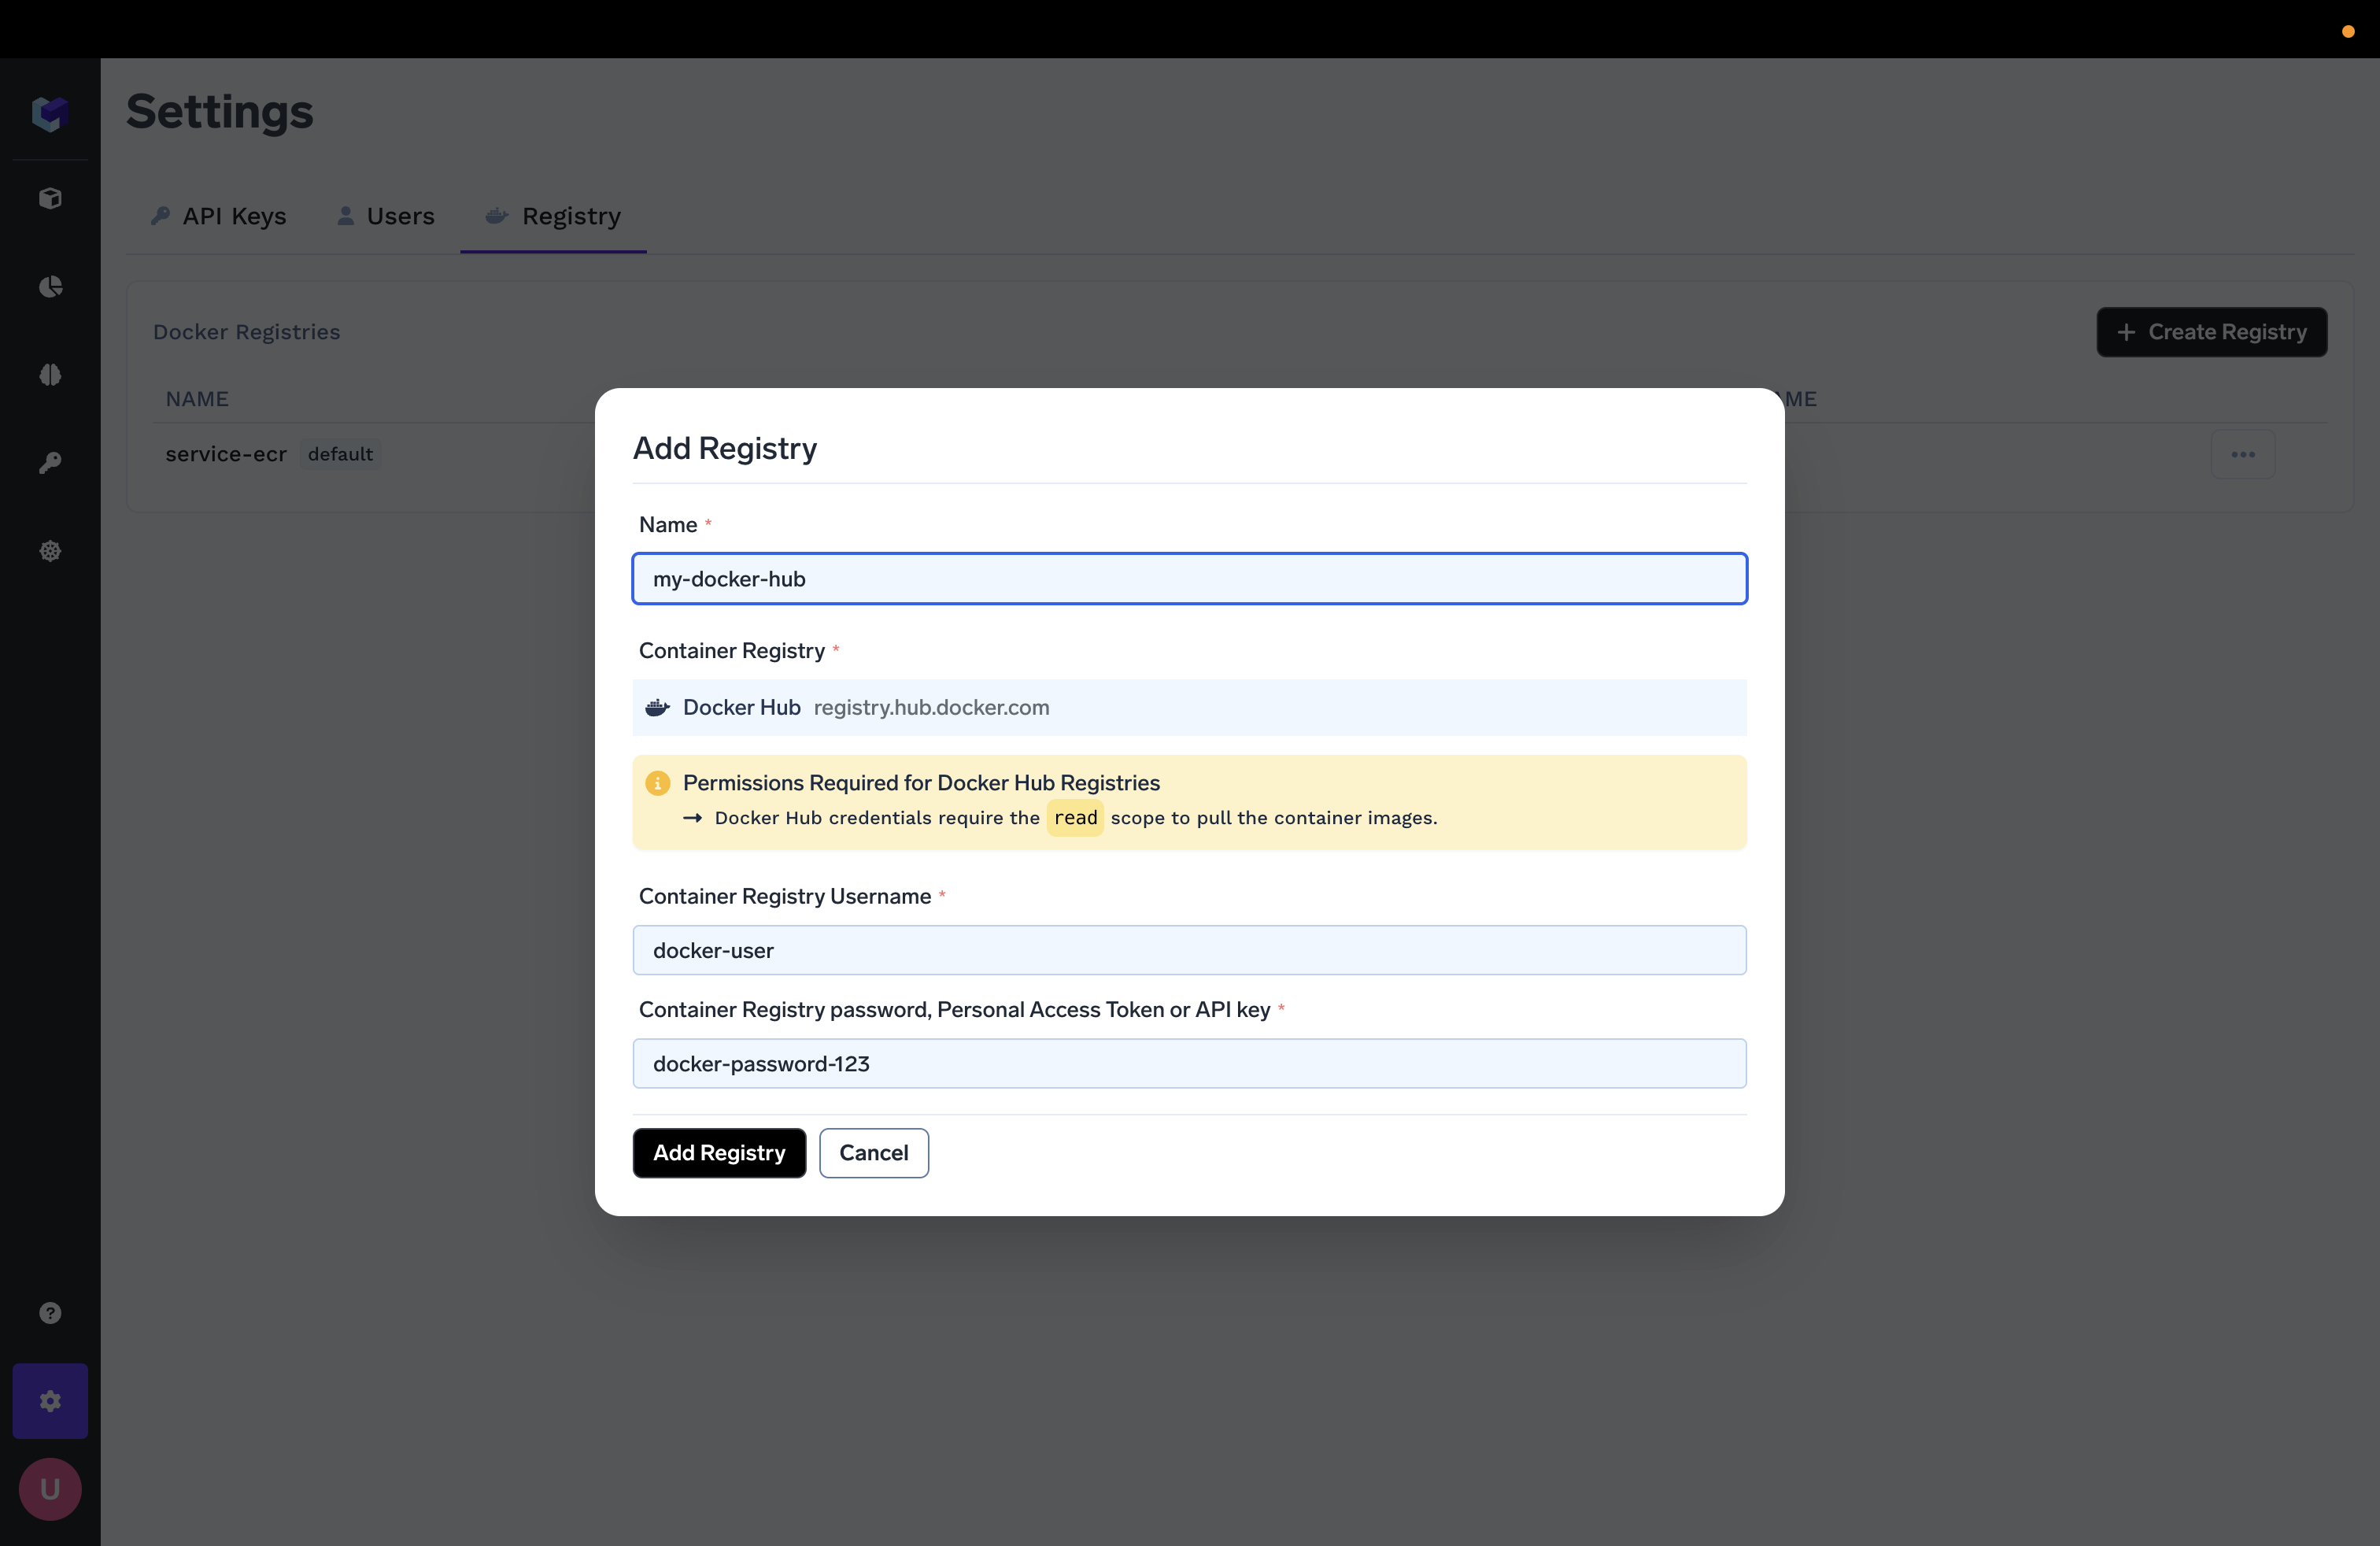 Settings
API Keys
Users
Registry
Docker Registries
+ Create Registry
NAME
ME
service-ecr default
Add Registry
Name *
my-docker-hub
Container Registry *
Docker Hub registry.hub.docker.com
Permissions Required for Docker Hub Registries
→ Docker Hub credentials require the read scope to pull the container images.
Container Registry Username *
docker-user
Container Registry password, Personal Access Token or API key *
docker-password-123
Add Registry
Cancel
U